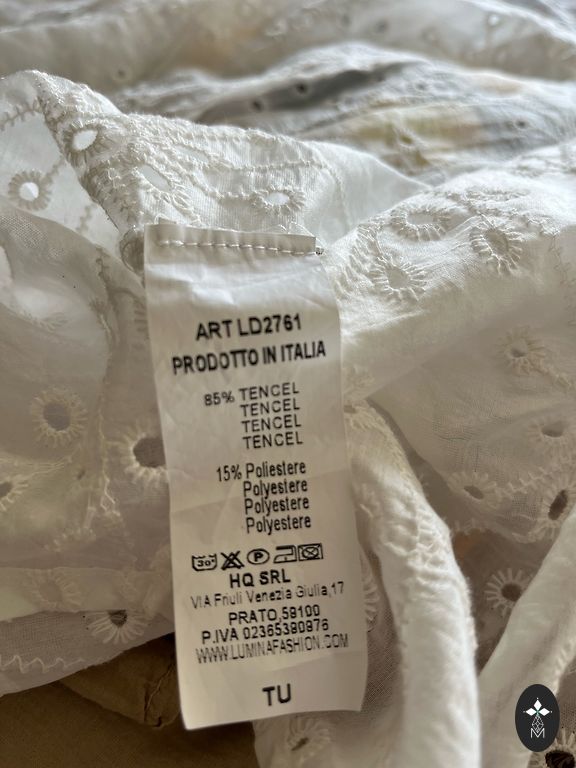 ART LD2761
PRODOTTO IN ITALIA
85% TENCEL
TENCEL
TENCEL
TENCEL
15% Poliestere
Polyestere
Polyestere
Polyestere
30°
P
HQ SRL
VIA Friuli Venezia Giulia,17
PRATO,59100
P.IVA 02365380976
WWW.LUMINAFASHION.COM
TU